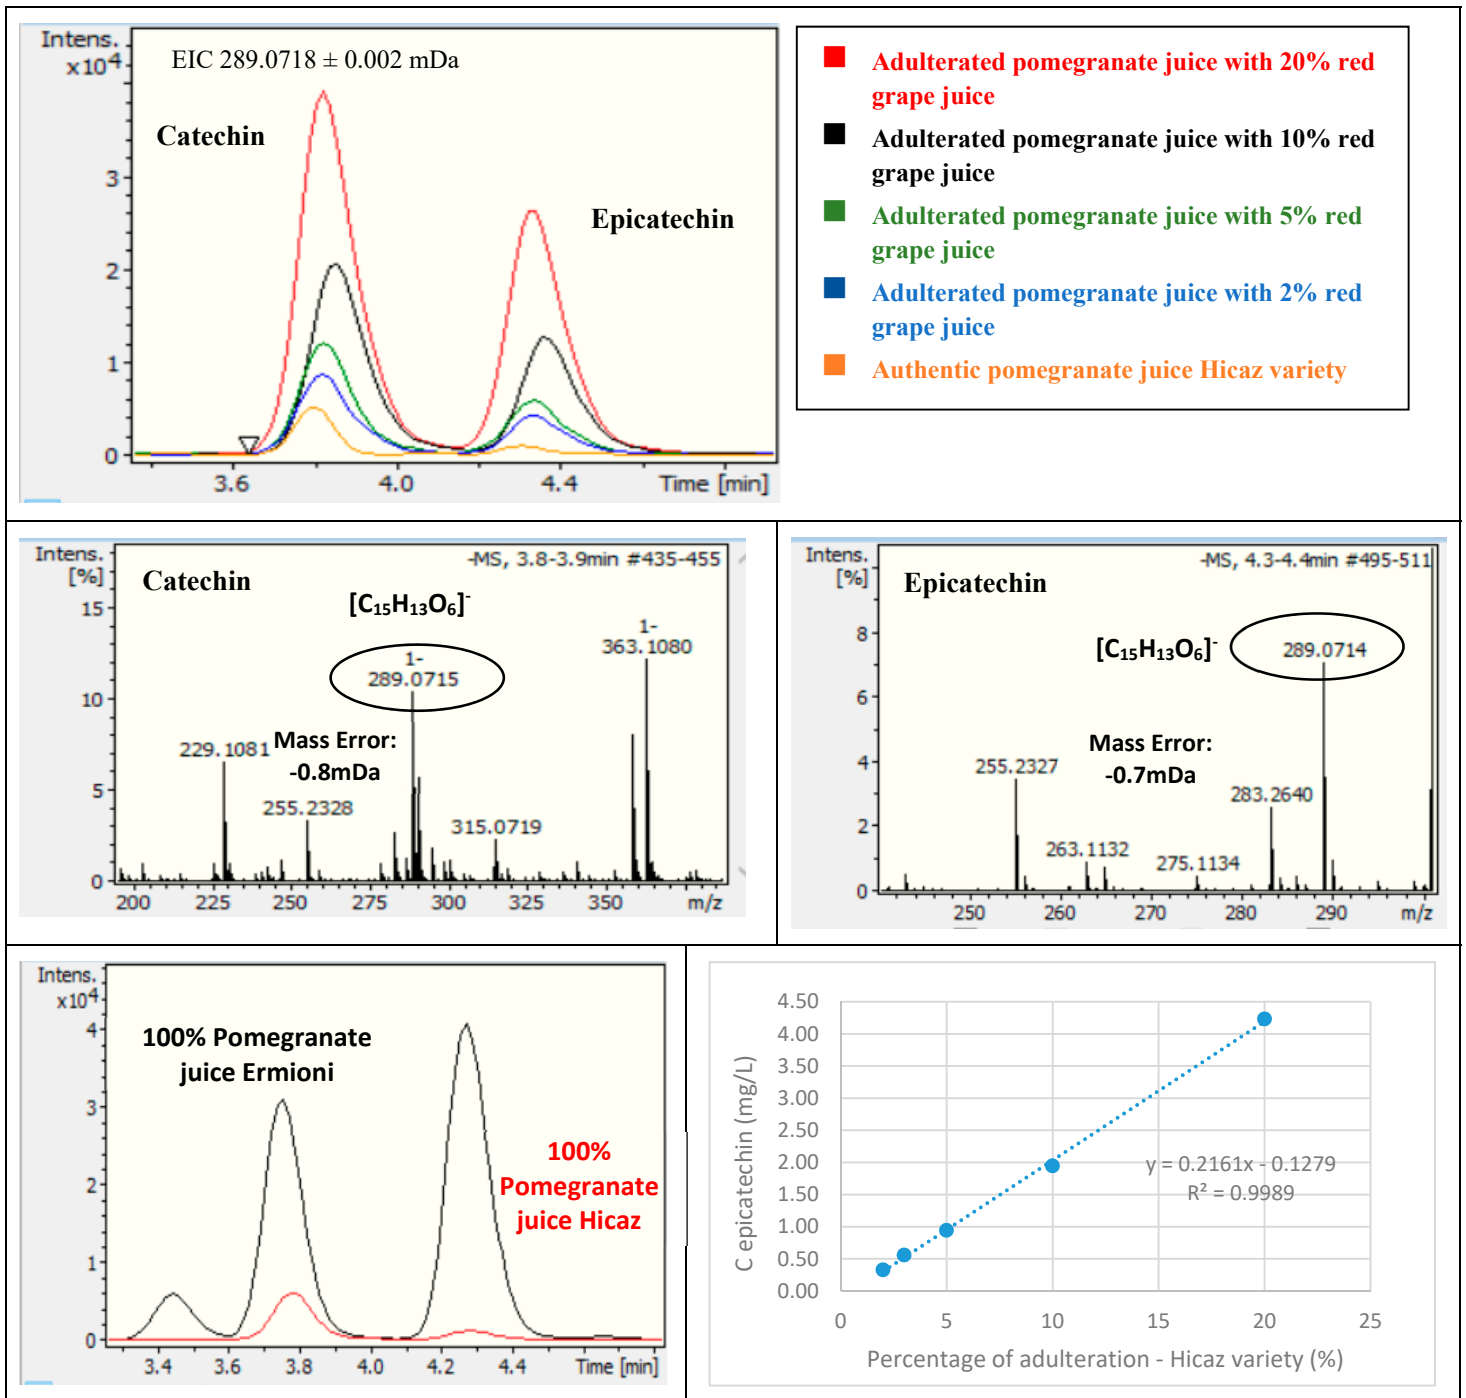 Intens.
x10⁴
EIC 289.0718 ± 0.002 mDa
Catechin
Epicatechin
3
2
1
0
3.6
4.0
4.4
Time [min]
Adulterated pomegranate juice with 20% red
grape juice
Adulterated pomegranate juice with 10% red
grape juice
Adulterated pomegranate juice with 5% red
grape juice
Adulterated pomegranate juice with 2% red
grape juice
Authentic pomegranate juice Hicaz variety
Intens.
[%]
-MS, 3.8-3.9min #435-455
Catechin
[C₁₅H₁₃O₆]⁻
15
10
5
0
1-
363.1080
1-
289.0715
229.1081
Mass Error:
-0.8mDa
255.2328
315.0719
200
225
250
275
300
325
350
m/z
Intens.
[%]
-MS, 4.3-4.4min #495-511
Epicatechin
[C₁₅H₁₃O₆]⁻
289.0714
8
6
4
2
0
Mass Error:
-0.7mDa
255.2327
283.2640
263.1132
275.1134
250
260
270
280
290
m/z
Intens.
x10⁴
4
3
2
1
0
100% Pomegranate
juice Ermioni
100%
Pomegranate
juice Hicaz
3.4
3.6
3.8
4.0
4.2
4.4
Time [min]
C epicatechin (mg/L)
4.50
4.00
3.50
3.00
2.50
2.00
1.50
1.00
0.50
0.00
y = 0.2161x - 0.1279
R² = 0.9989
0
5
10
15
20
25
Percentage of adulteration - Hicaz variety (%)